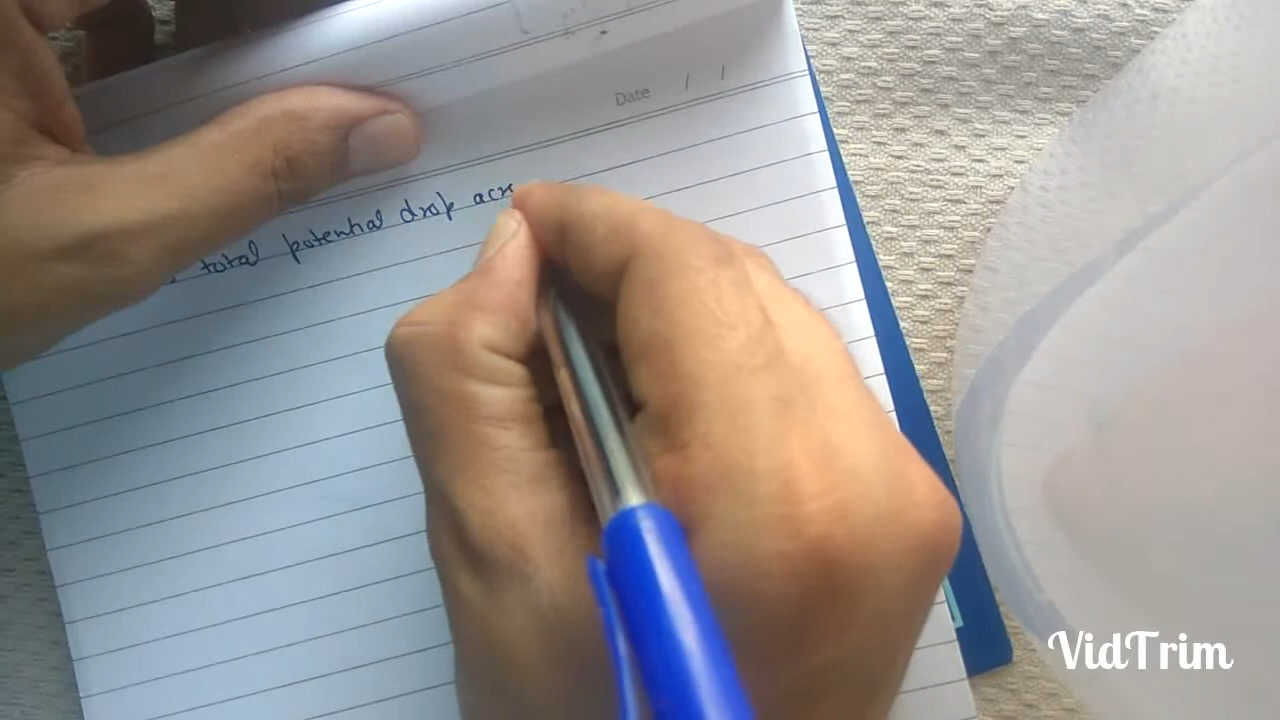 Date / /
total potential drop acr
VidTrim